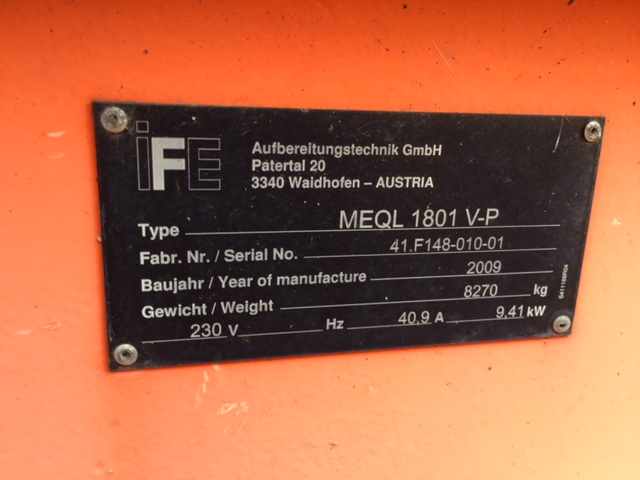 iFE
Aufbereitungstechnik GmbH
Patertal 20
3340 Waidhofen – AUSTRIA
Type MEQL 1801 V-P
Fabr. Nr. / Serial No. 41.F148-010-01
Baujahr / Year of manufacture 2009
Gewicht / Weight 8270 kg
230 V Hz 40,9 A 9,41 kW